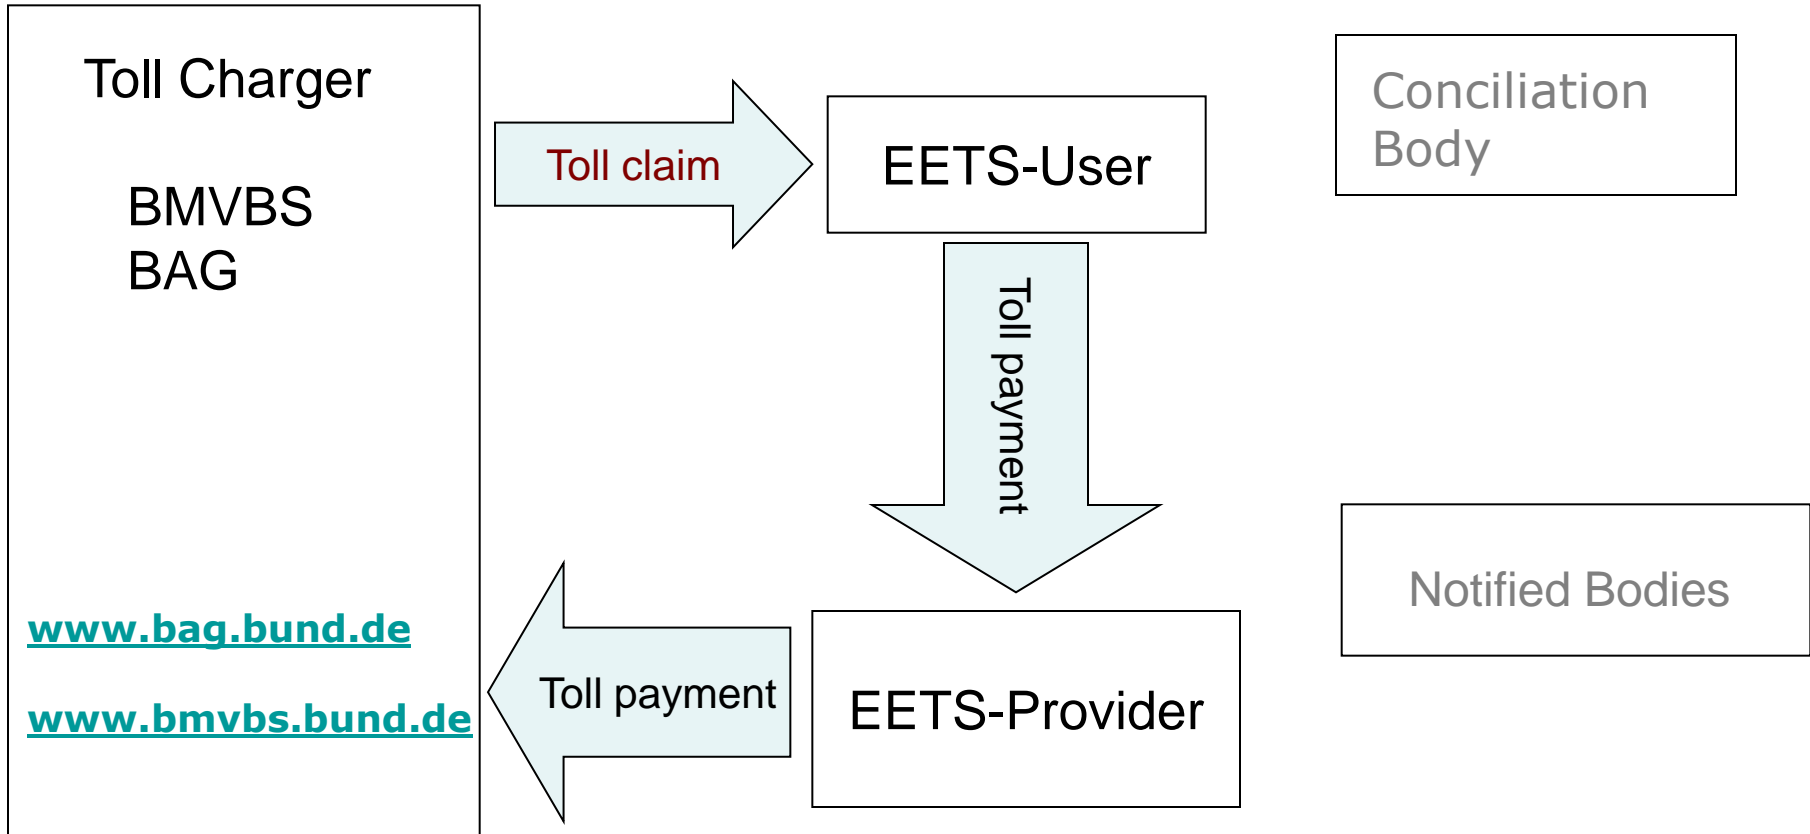 Toll Charger
BMVBS
BAG
www.bag.bund.de
www.bmvbs.bund.de
Toll claim
EETS-User
Toll payment
Toll payment
EETS-Provider
Conciliation
Body
Notified Bodies